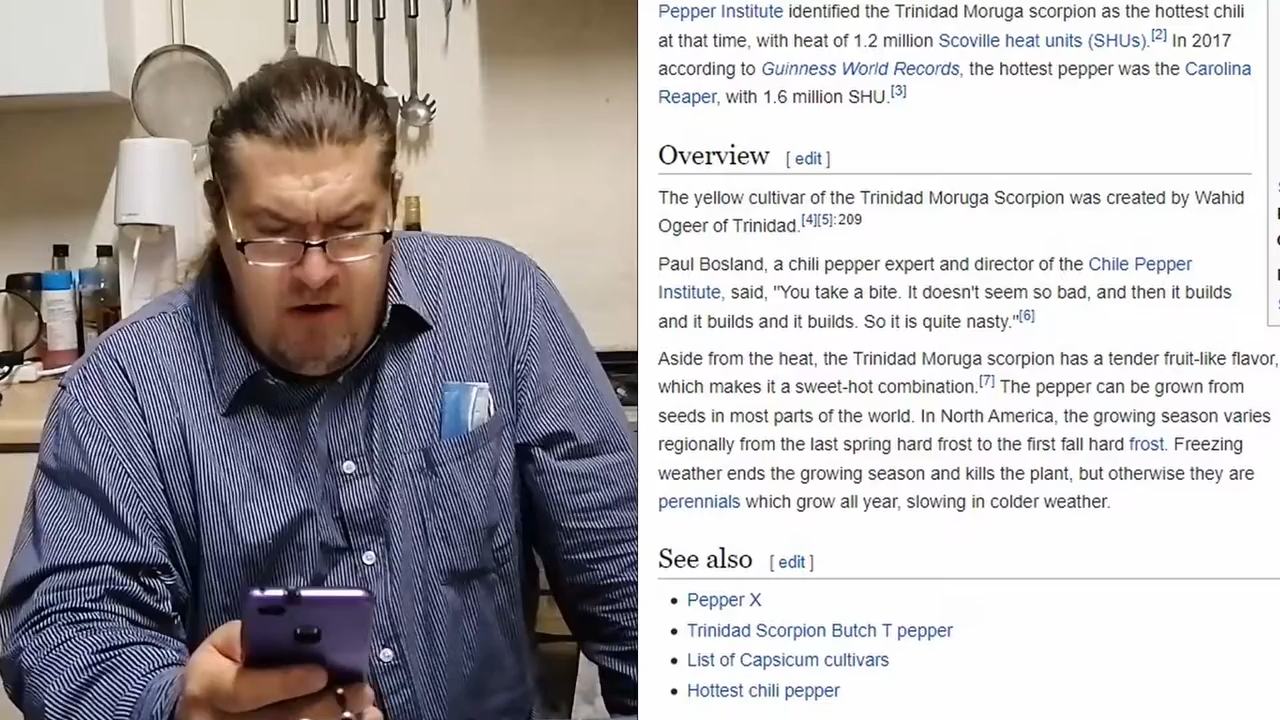 Pepper Institute identified the Trinidad Moruga scorpion as the hottest chili
at that time, with heat of 1.2 million Scoville heat units (SHUs).[2] In 2017
according to Guinness World Records, the hottest pepper was the Carolina
Reaper, with 1.6 million SHU.[3]
Overview [ edit ]
The yellow cultivar of the Trinidad Moruga Scorpion was created by Wahid
Ogeer of Trinidad.[4][5]:209
Paul Bosland, a chili pepper expert and director of the Chile Pepper
Institute, said, "You take a bite. It doesn't seem so bad, and then it builds
and it builds and it builds. So it is quite nasty."[6]
Aside from the heat, the Trinidad Moruga scorpion has a tender fruit-like flavor,
which makes it a sweet-hot combination.[7] The pepper can be grown from
seeds in most parts of the world. In North America, the growing season varies
regionally from the last spring hard frost to the first fall hard frost. Freezing
weather ends the growing season and kills the plant, but otherwise they are
perennials which grow all year, slowing in colder weather.
See also [ edit ]
• Pepper X
• Trinidad Scorpion Butch T pepper
• List of Capsicum cultivars
• Hottest chili pepper